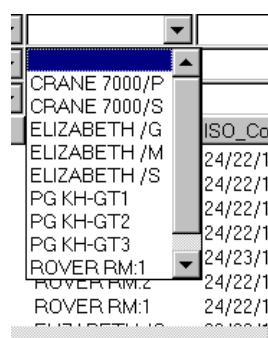 CRANE 7000/P
CRANE 7000/S
ELIZABETH /G
ISO_Co
ELIZABETH /M
24/22/1
ELIZABETH /S
24/22/1
PG KH-GT1
24/22/1
PG KH-GT2
24/22/1
PG KH-GT3
24/23/1
ROVER RM:1
24/22/1
ROVER RM:2
24/22/1
ROVER RM:1
24/22/1